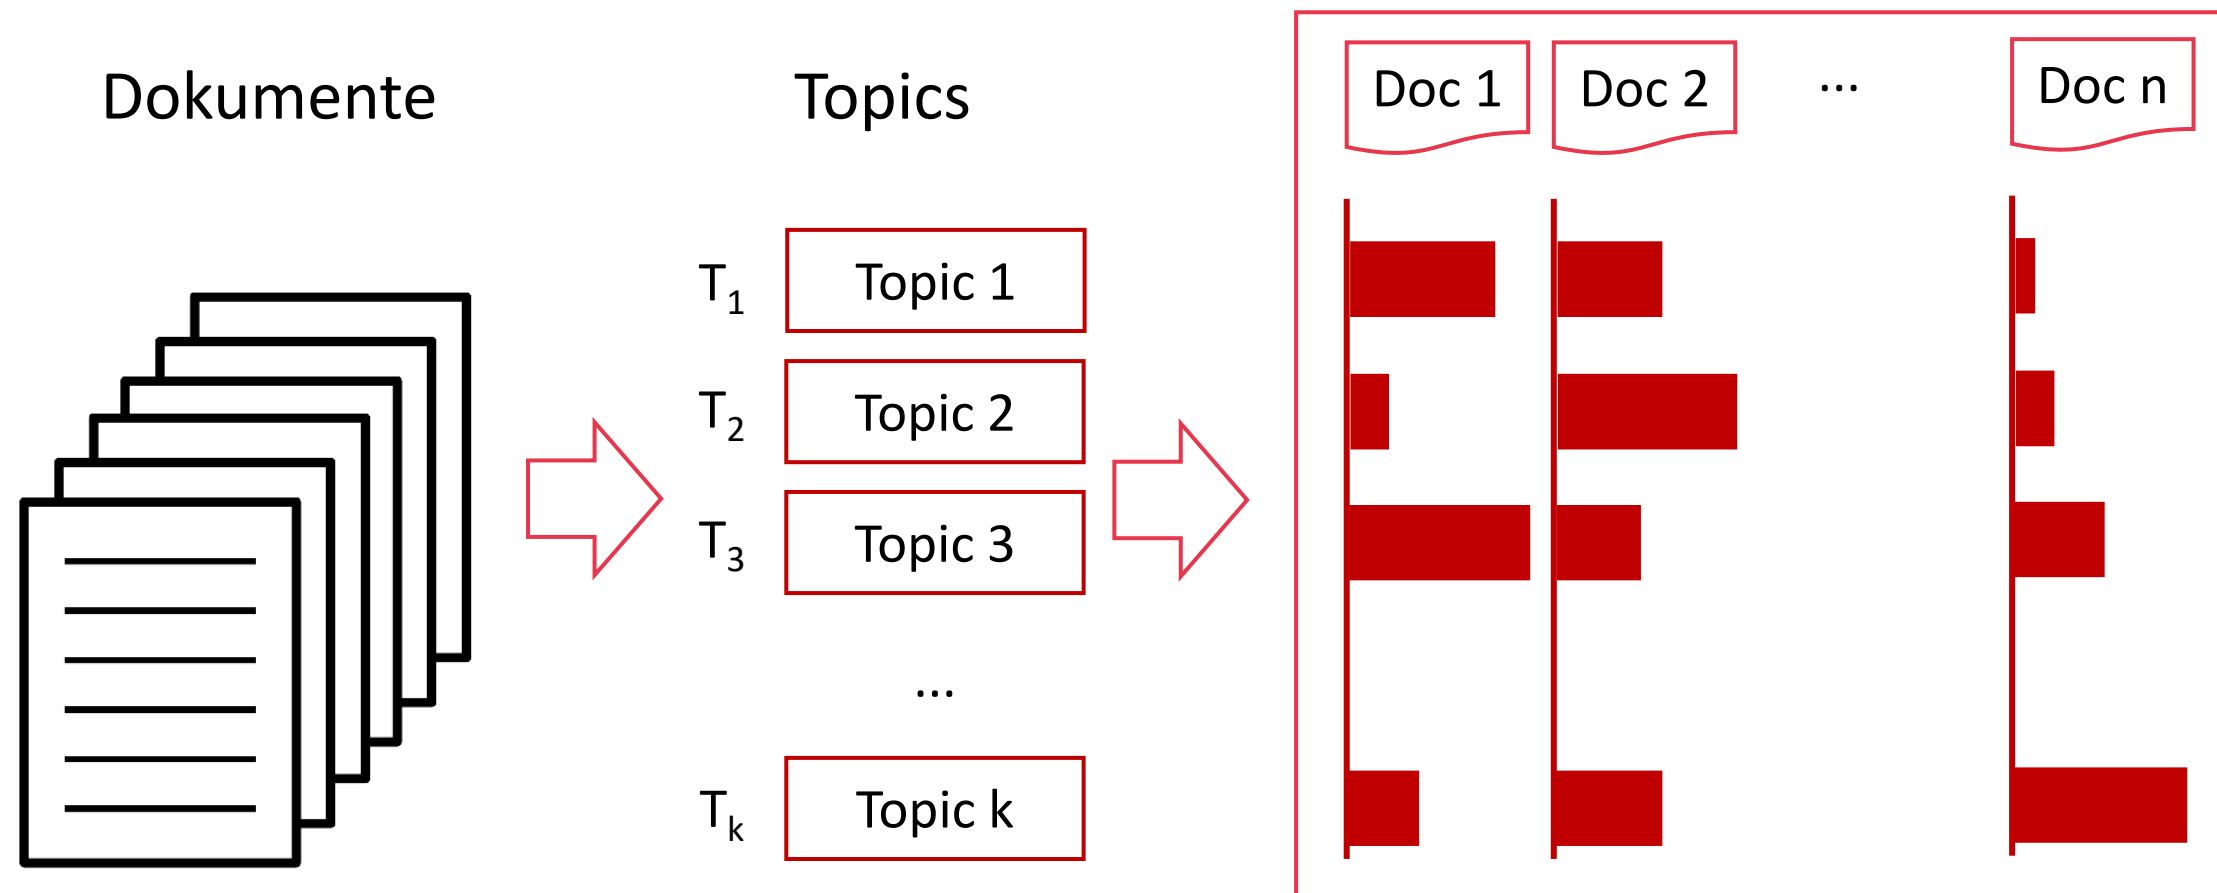 Dokumente
Topics
Doc 1
Doc 2
...
Doc n
T1
Topic 1
T2
Topic 2
T3
Topic 3
...
Tk
Topic k